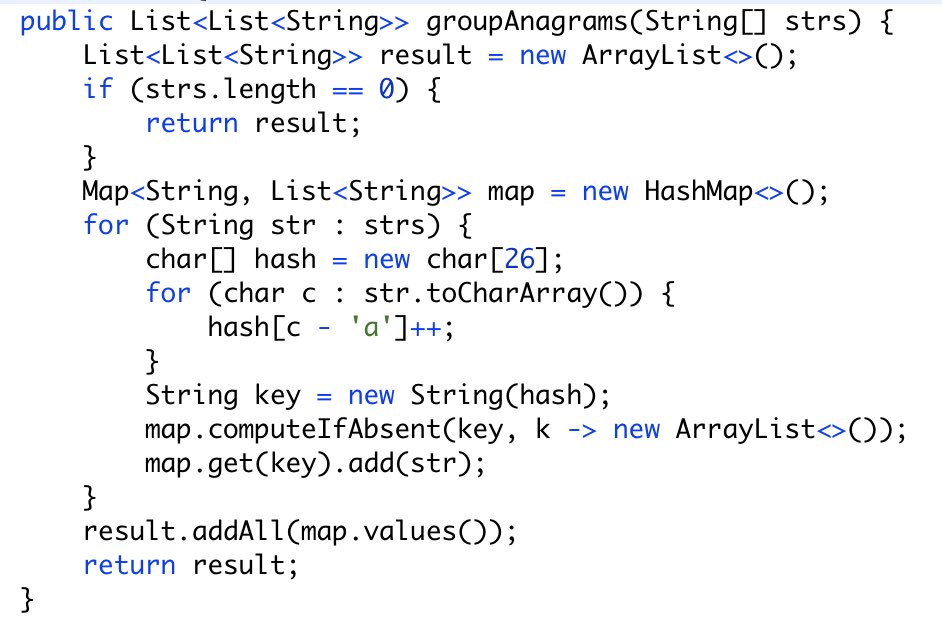 public List<List<String>> groupAnagrams(String[] strs) {
    List<List<String>> result = new ArrayList<>();
    if (strs.length == 0) {
        return result;
    }
    Map<String, List<String>> map = new HashMap<>();
    for (String str : strs) {
        char[] hash = new char[26];
        for (char c : str.toCharArray()) {
            hash[c - 'a']++;
        }
        String key = new String(hash);
        map.computeIfAbsent(key, k -> new ArrayList<>());
        map.get(key).add(str);
    }
    result.addAll(map.values());
    return result;
}